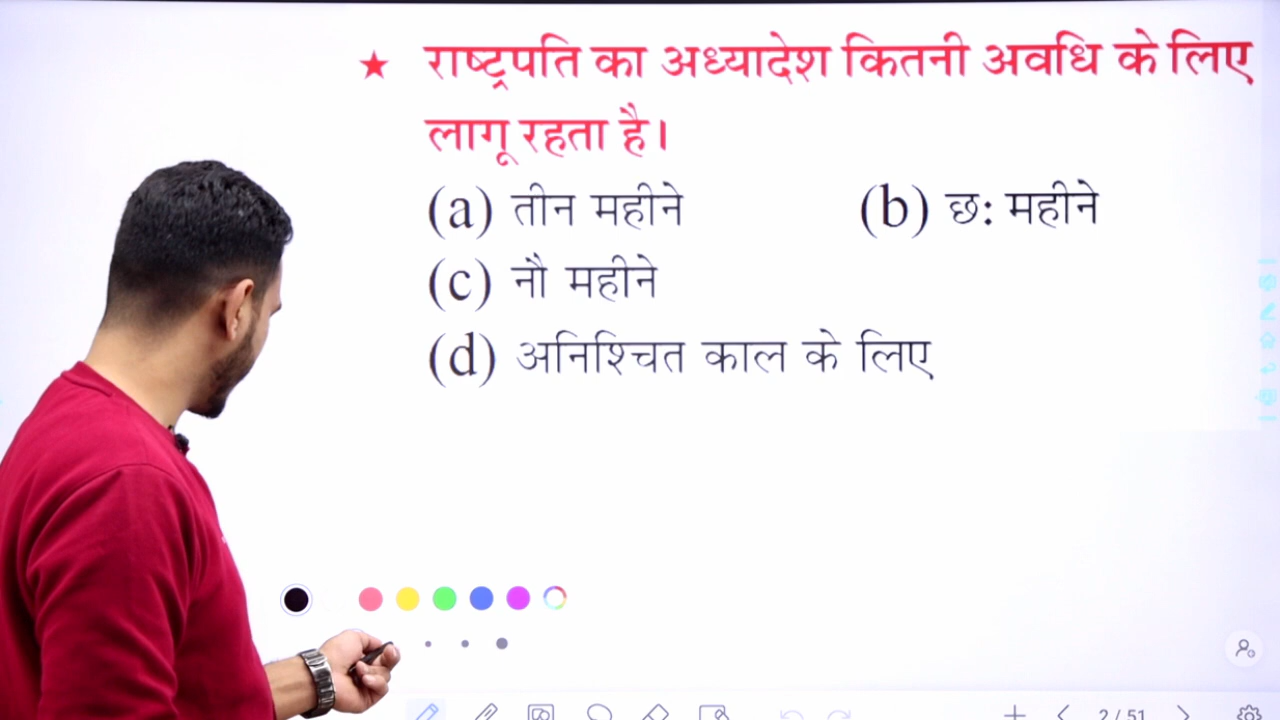 ★ राष्ट्रपति का अध्यादेश कितनी अवधि के लिए
लागू रहता है।
(a) तीन महीने (b) छ: महीने
(c) नौ महीने
(d) अनिश्चित काल के लिए
2 / 51